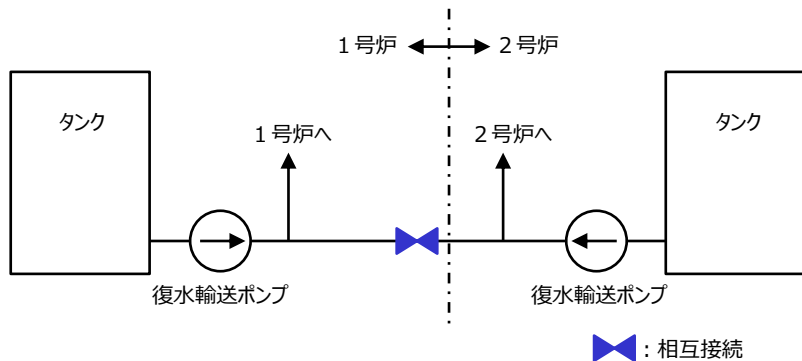 １号炉
２号炉
タンク
タンク
１号炉へ
２号炉へ
復水輸送ポンプ
復水輸送ポンプ
：相互接続